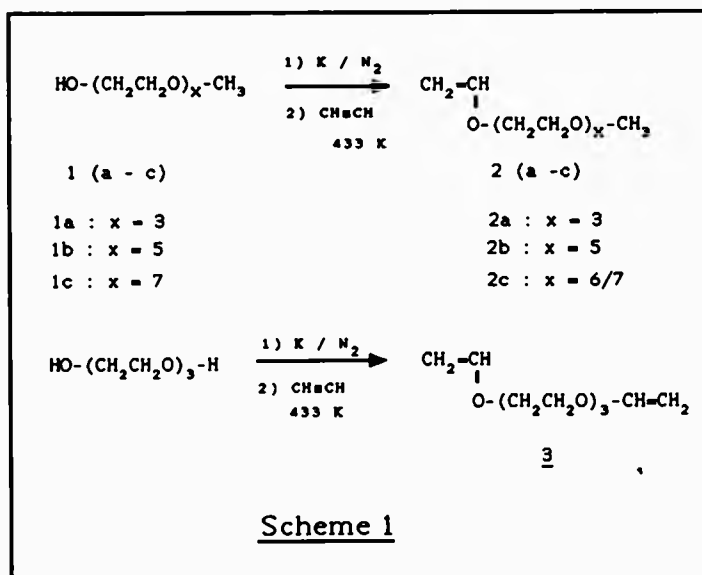 1) K / N₂
HO-(CH₂CH₂O)ₓ-CH₃ CH₂=CH
2) CH≡CH O-(CH₂CH₂O)ₓ-CH₃
433 K
1 (a - c) 2 (a -c)
1a : x = 3 2a : x = 3
1b : x = 5 2b : x = 5
1c : x = 7 2c : x = 6/7
1) K / N₂
HO-(CH₂CH₂O)₃-H CH₂=CH
2) CH≡CH O-(CH₂CH₂O)₃-CH=CH₂
433 K
3
Scheme 1